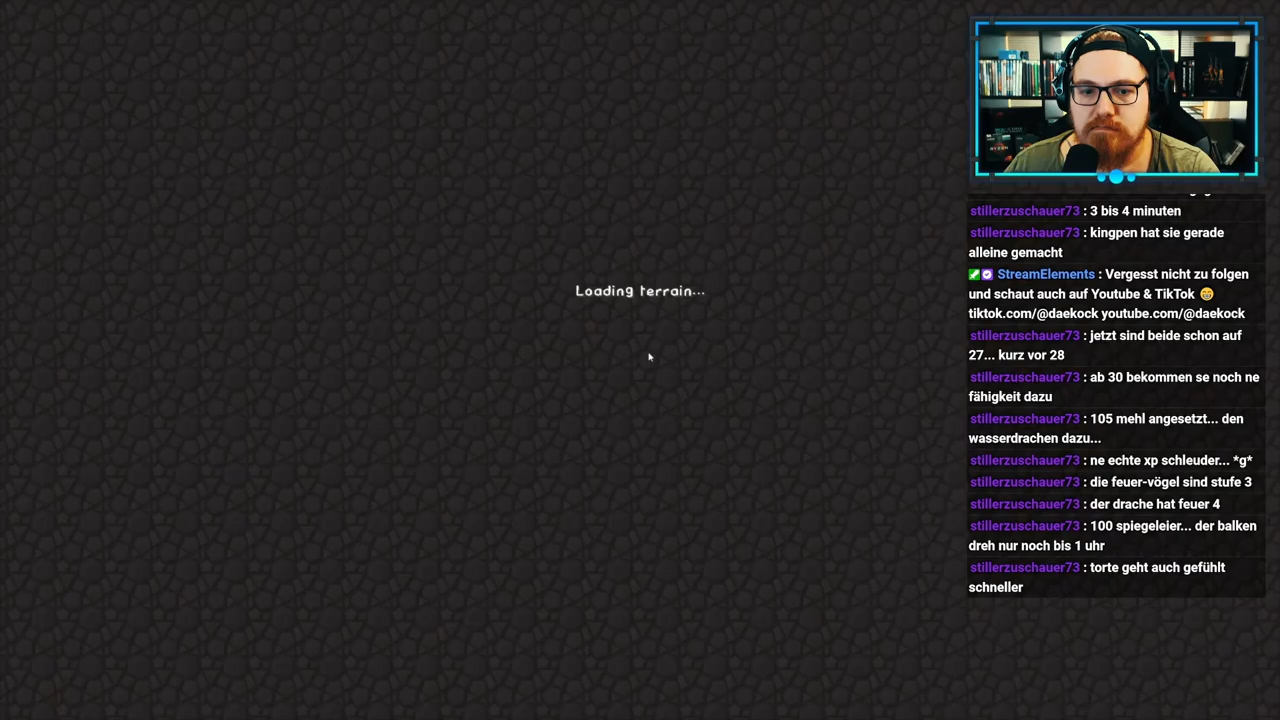 Loading terrain...
stillerzuschauer73 : 3 bis 4 minuten
stillerzuschauer73 : kingpen hat sie gerade
alleine gemacht
StreamElements : Vergesst nicht zu folgen
und schaut auch auf Youtube & TikTok 😁
tiktok.com/@daekock youtube.com/@daekock
stillerzuschauer73 : jetzt sind beide schon auf
27... kurz vor 28
stillerzuschauer73 : ab 30 bekommen se noch ne
fähigkeit dazu
stillerzuschauer73 : 105 mehl angesetzt... den
wasserdrachen dazu...
stillerzuschauer73 : ne echte xp schleuder... *g*
stillerzuschauer73 : die feuer-vögel sind stufe 3
stillerzuschauer73 : der drache hat feuer 4
stillerzuschauer73 : 100 spiegeleier... der balken
dreh nur noch bis 1 uhr
stillerzuschauer73 : torte geht auch gefühlt
schneller